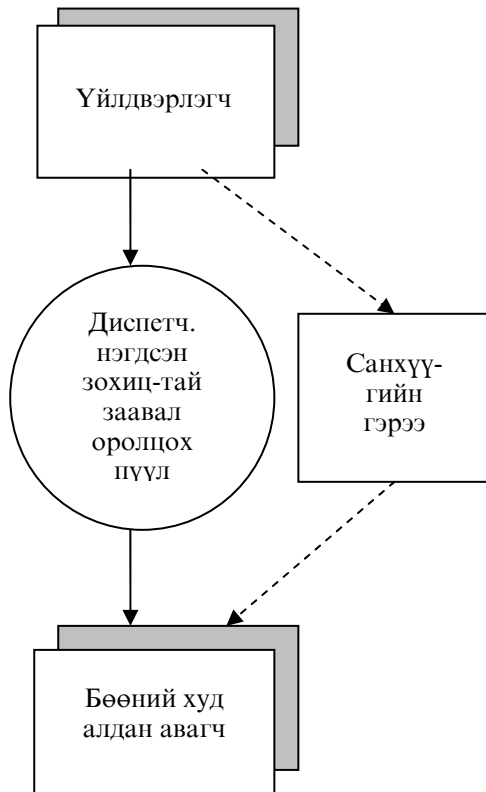 Үйлдвэрлэгч
Диспетч.
нэгдсэн
зохиц-тай
заавал
оролцох
пүүл
Санхүү-
гийн
гэрээ
Бөөний худ
алдан авагч